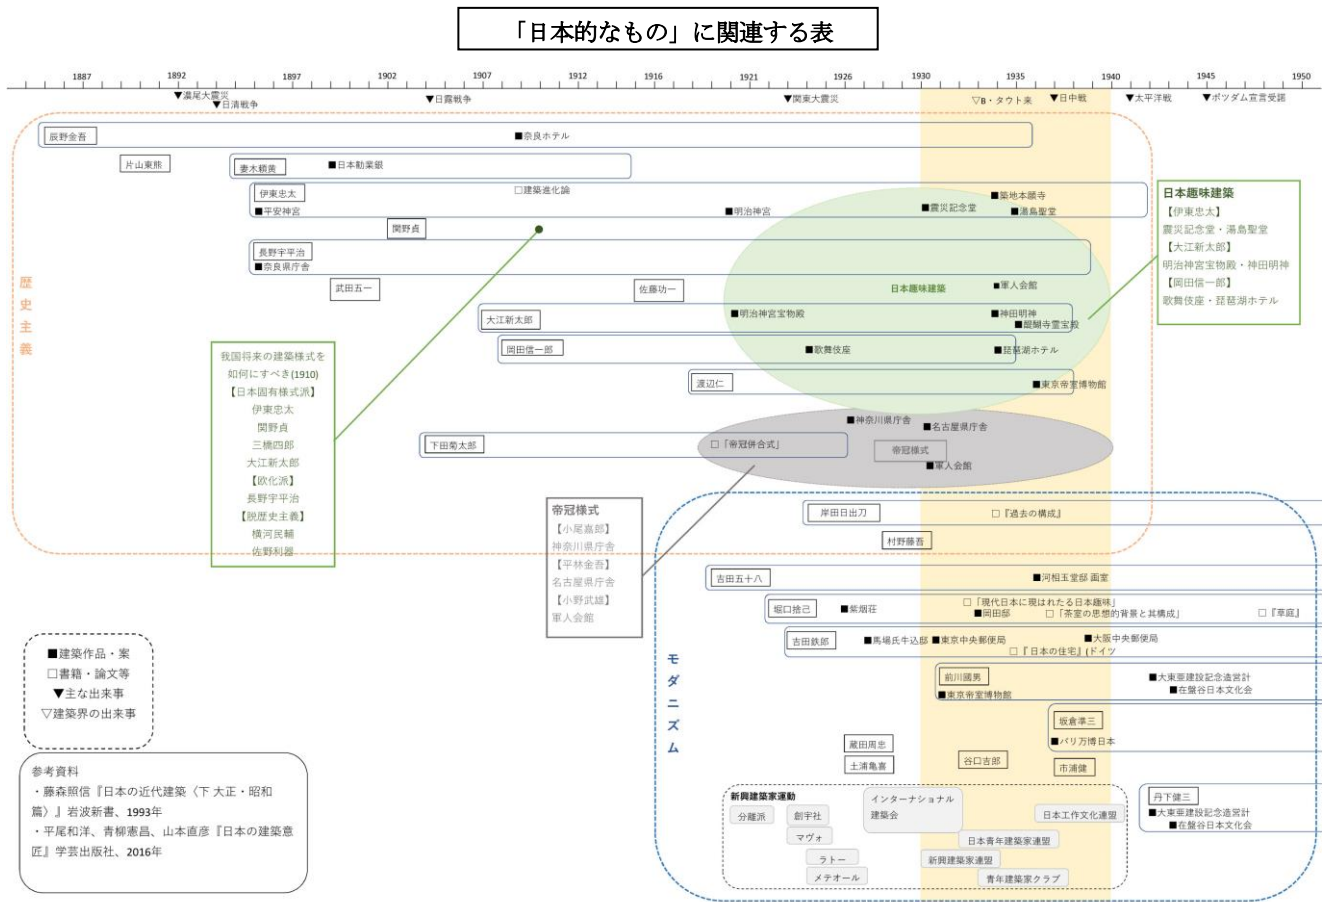 「日本的なもの」に関連する表
1887 1892 1897 1902 1907 1912 1916 1921 1926 1930 1935 1940 1945 1950
▼濃尾大震災
▼日清戦争
▼日露戦争
▼関東大震災
▽B・タウト来
▼日中戦
▼太平洋戦
▼ポツダム宣言受諾
歴史主義
辰野金吾
■奈良ホテル
片山東熊
妻木頼黄
■日本勧業銀
伊東忠太
□建築進化論
■平安神宮
■明治神宮
■震災記念堂
■築地本願寺
■湯島聖堂
関野貞
長野宇平治
■奈良県庁舎
武田五一
佐藤功一
日本趣味建築
■軍人会館
大江新太郎
■明治神宮宝物殿
■神田明神
■醍醐寺霊宝殿
岡田信一郎
■歌舞伎座
■琵琶湖ホテル
渡辺仁
■東京帝室博物館
下田菊太郎
□「帝冠併合式」
■神奈川県庁舎
■名古屋県庁舎
帝冠様式
■軍人会館
日本趣味建築
【伊東忠太】
震災記念堂・湯島聖堂
【大江新太郎】
明治神宮宝物殿・神田明神
【岡田信一郎】
歌舞伎座・琵琶湖ホテル
我国将来の建築様式を
如何にすべき(1910)
【日本固有様式派】
伊東忠太
関野貞
三橋四郎
大江新太郎
【欧化派】
長野宇平治
【脱歴史主義】
横河民輔
佐野利器
帝冠様式
【小尾嘉郎】
神奈川県庁舎
【平林金吾】
名古屋県庁舎
【小野武雄】
軍人会館
モダニズム
岸田日出刀
□『過去の構成』
村野藤吾
吉田五十八
■河相玉堂邸 画室
堀口捨己
■紫烟荘
□「現代日本に現はれたる日本趣味」
■岡田邸
□「茶室の思想的背景と其構成」
□『草庭』
吉田鉄郎
■馬場氏牛込邸
■東京中央郵便局
■大阪中央郵便局
□『日本の住宅』(ドイツ
前川國男
■東京帝室博物館
■大東亜建設記念造営計
■在盤谷日本文化会
坂倉準三
■パリ万博日本
蔵田周忠
土浦亀喜
谷口吉郎
市浦健
丹下健三
■大東亜建設記念造営計
■在盤谷日本文化会
新興建築家運動
分離派
創宇社
マヴォ
ラトー
メテオール
インターナショナル
建築会
日本工作文化連盟
日本青年建築家連盟
新興建築家連盟
青年建築家クラブ
■建築作品・案
□書籍・論文等
▼主な出来事
▽建築界の出来事
参考資料
・藤森照信『日本の近代建築〈下 大正・昭和
篇〉』岩波新書、1993年
・平尾和洋、青柳憲昌、山本直彦『日本の建築意
匠』学芸出版社、2016年